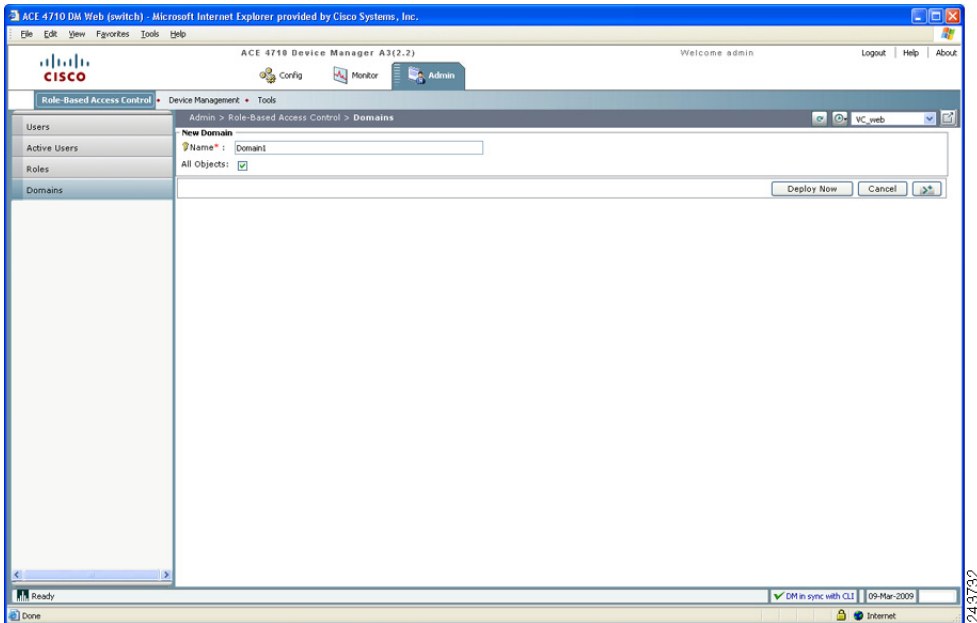 ACE 4710 DM Web (switch) - Microsoft Internet Explorer provided by Cisco Systems, Inc.
File Edit View Favorites Tools Help
CISCO
ACE 4710 Device Manager A3(2.2)
Welcome admin
Logout | Help | About
Config Monitor Admin
Role-Based Access Control Device Management Tools
Users
Active Users
Roles
Domains
Admin > Role-Based Access Control > Domains
VC_web
New Domain
Name* : Domain1
All Objects:
Deploy Now Cancel
Ready
DM in sync with CLI 09-Mar-2009
Done
Internet
243732